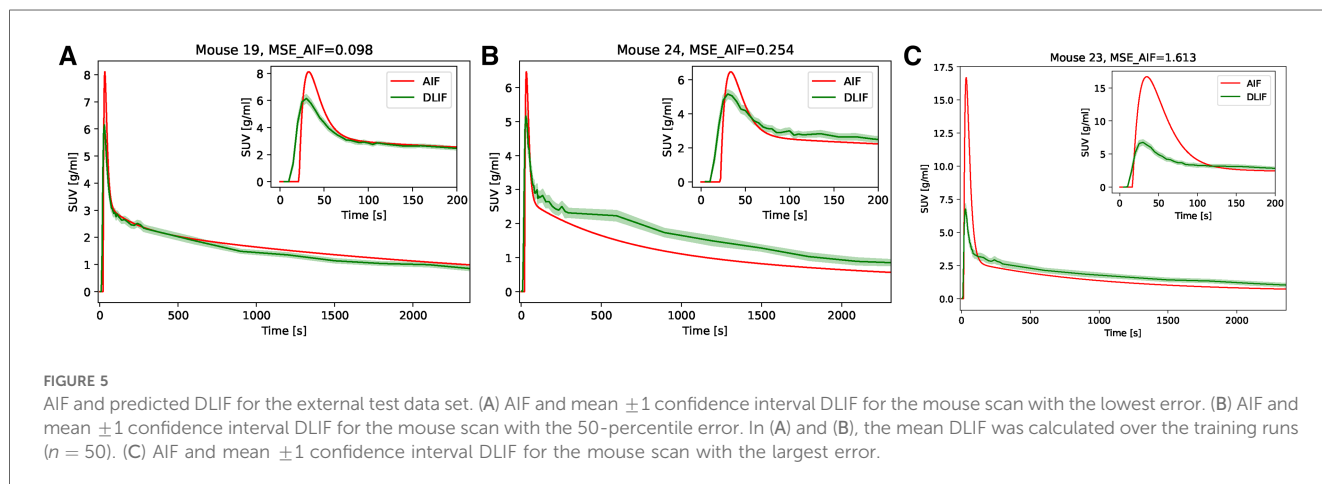 A
Mouse 19, MSE_AIF=0.098
SUV [g/ml]
8
7
6
5
4
3
2
1
0
0
500
1000
1500
2000
Time [s]
SUV [g/ml]
8
6
4
2
0
0
50
100
150
200
Time [s]
AIF
DLIF
B
Mouse 24, MSE_AIF=0.254
SUV [g/ml]
6
5
4
3
2
1
0
0
500
1000
1500
2000
Time [s]
SUV [g/ml]
6
4
2
0
0
50
100
150
200
Time [s]
AIF
DLIF
C
Mouse 23, MSE_AIF=1.613
SUV [g/ml]
17.5
15.0
12.5
10.0
7.5
5.0
2.5
0.0
0
500
1000
1500
2000
Time [s]
SUV [g/ml]
15
10
5
0
0
50
100
150
200
Time [s]
AIF
DLIF
FIGURE 5
AIF and predicted DLIF for the external test data set. (A) AIF and mean ±1 confidence interval DLIF for the mouse scan with the lowest error. (B) AIF and
mean ±1 confidence interval DLIF for the mouse scan with the 50-percentile error. In (A) and (B), the mean DLIF was calculated over the training runs
(n = 50). (C) AIF and mean ±1 confidence interval DLIF for the mouse scan with the largest error.